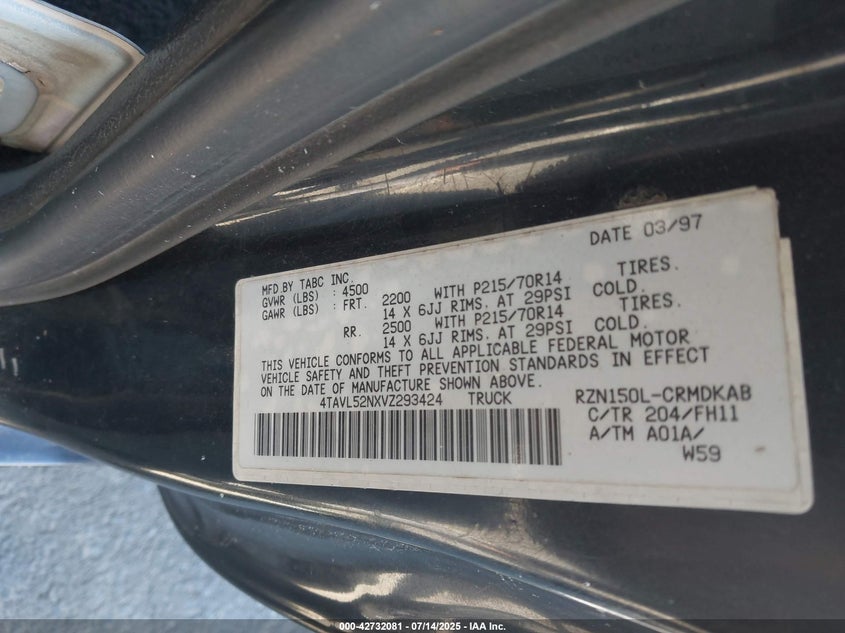 DATE 03/97
MFD.BY TABC INC.
GVWR (LBS) : 4500
GAWR (LBS) : FRT. 2200 WITH P215/70R14 TIRES.
14 X 6JJ RIMS. AT 29PSI COLD.
RR. 2500 WITH P215/70R14 TIRES.
14 X 6JJ RIMS. AT 29PSI COLD.
THIS VEHICLE CONFORMS TO ALL APPLICABLE FEDERAL MOTOR
VEHICLE SAFETY AND THEFT PREVENTION STANDARDS IN EFFECT
ON THE DATE OF MANUFACTURE SHOWN ABOVE.
4TAVL52NXVZ293424 TRUCK RZN150L-CRMDKAB
C/TR 204/FH11
A/TM A01A/
W59
000-42732081 - 07/14/2025 - IAA Inc.